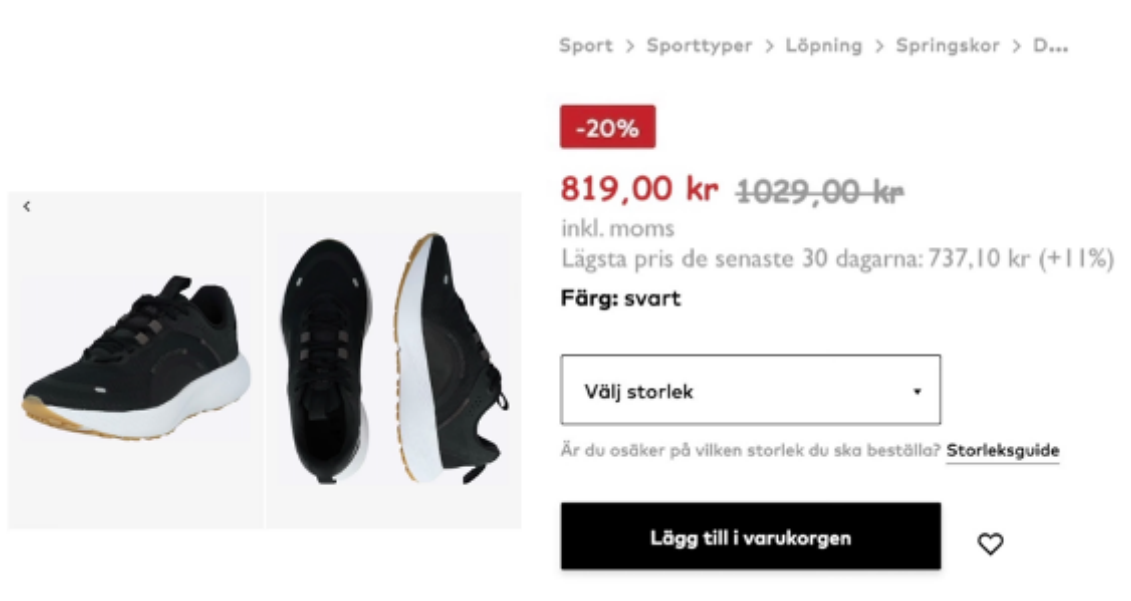 Sport > Sporttyper > Löpning > Springskor > D...
-20%
819,00 kr 1029,00 kr
inkl. moms
Lägsta pris de senaste 30 dagarna: 737,10 kr (+11%)
Färg: svart
Välj storlek
Är du osäker på vilken storlek du ska beställa? Storleksguide
Lägg till i varukorgen